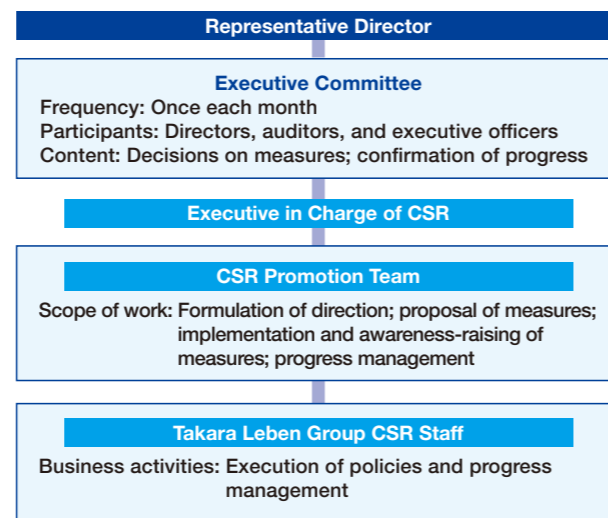 Representative Director
Executive Committee
Frequency: Once each month
Participants: Directors, auditors, and executive officers
Content: Decisions on measures; confirmation of progress
Executive in Charge of CSR
CSR Promotion Team
Scope of work: Formulation of direction; proposal of measures;
implementation and awareness-raising of
measures; progress management
Takara Leben Group CSR Staff
Business activities: Execution of policies and progress
management